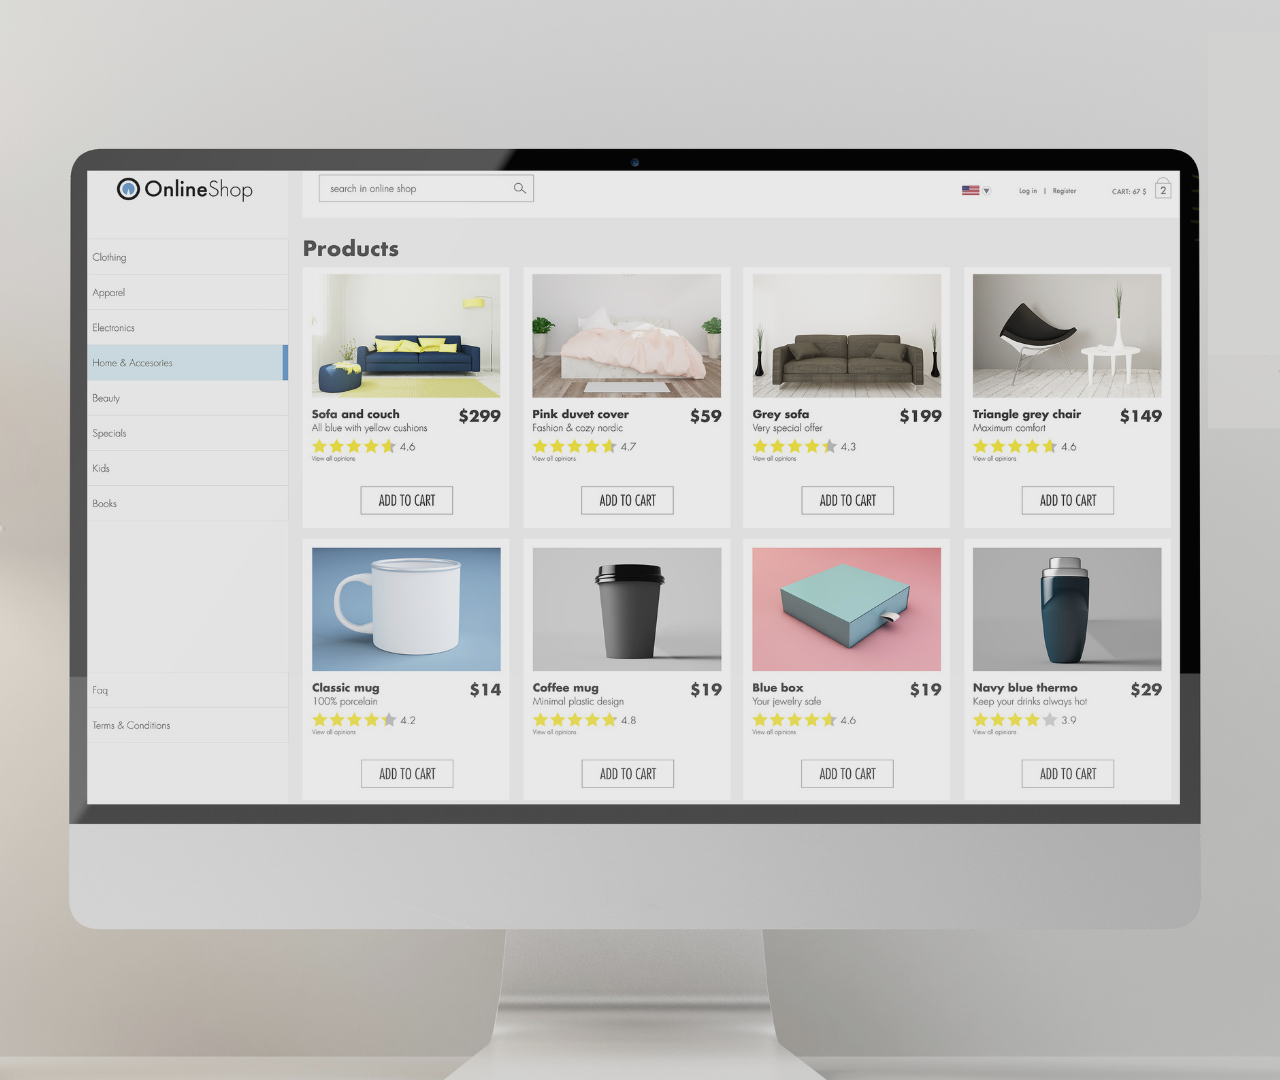 OnlineShop
search in online shop
Log in | Register
CART: 67 $
2
Clothing
Apparel
Electronics
Home & Accesories
Beauty
Specials
Kids
Books
Faq
Terms & Conditions
Products
Sofa and couch $299
All blue with yellow cushions
4.6
View all opinions
ADD TO CART
Pink duvet cover $59
Fashion & cozy nordic
4.7
View all opinions
ADD TO CART
Grey sofa $199
Very special offer
4.3
View all opinions
ADD TO CART
Triangle grey chair $149
Maximum comfort
4.6
View all opinions
ADD TO CART
Classic mug $14
100% porcelain
4.2
View all opinions
ADD TO CART
Coffee mug $19
Minimal plastic design
4.8
View all opinions
ADD TO CART
Blue box $19
Your jewelry safe
4.6
View all opinions
ADD TO CART
Navy blue thermo $29
Keep your drinks always hot
3.9
View all opinions
ADD TO CART